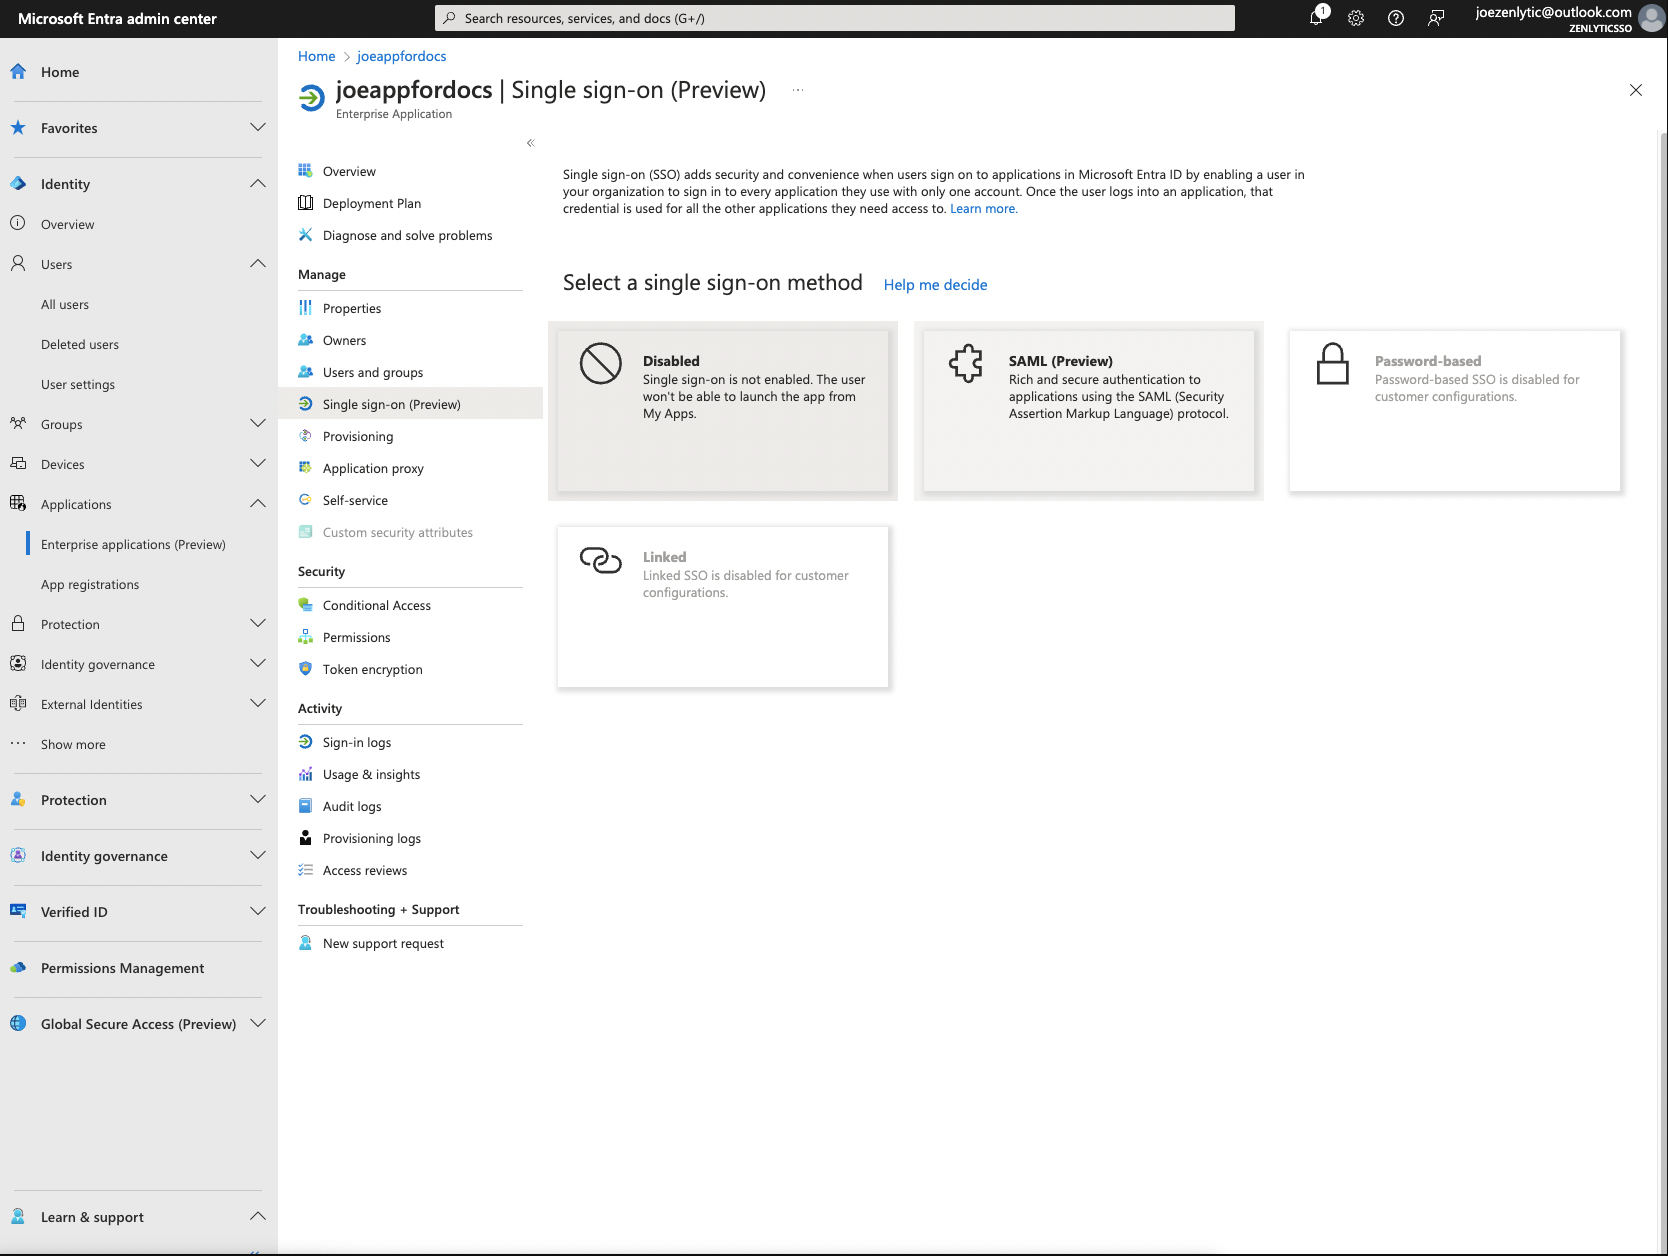 Microsoft Entra admin center
Search resources, services, and docs (G+/)
1
joezenlytic@outlook.com
ZENLYTICSSO
Home
Favorites
Identity
Overview
Users
All users
Deleted users
User settings
Groups
Devices
Applications
Enterprise applications (Preview)
App registrations
Protection
Identity governance
External Identities
Show more
Protection
Identity governance
Verified ID
Permissions Management
Global Secure Access (Preview)
Learn & support
Home > joeappfordocs
joeappfordocs | Single sign-on (Preview) ...
Enterprise Application
Overview
Deployment Plan
Diagnose and solve problems
Manage
Properties
Owners
Users and groups
Single sign-on (Preview)
Provisioning
Application proxy
Self-service
Custom security attributes
Security
Conditional Access
Permissions
Token encryption
Activity
Sign-in logs
Usage & insights
Audit logs
Provisioning logs
Access reviews
Troubleshooting + Support
New support request
Single sign-on (SSO) adds security and convenience when users sign on to applications in Microsoft Entra ID by enabling a user in
your organization to sign in to every application they use with only one account. Once the user logs into an application, that
credential is used for all the other applications they need access to. Learn more.
Select a single sign-on method Help me decide
Disabled
Single sign-on is not enabled. The user
won't be able to launch the app from
My Apps.
SAML (Preview)
Rich and secure authentication to
applications using the SAML (Security
Assertion Markup Language) protocol.
Password-based
Password-based SSO is disabled for
customer configurations.
Linked
Linked SSO is disabled for customer
configurations.